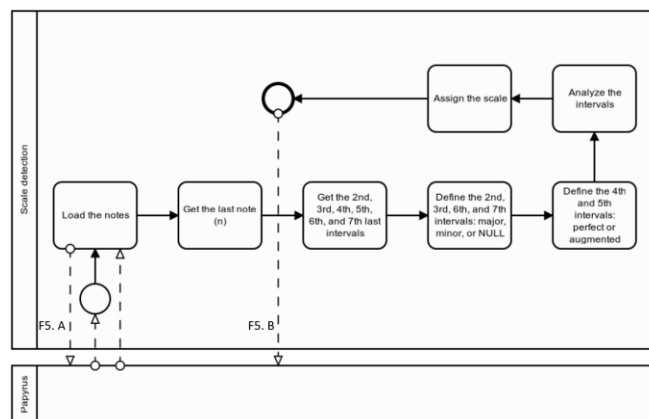 Scale detection
Assign the scale
Analyze the
intervals
Load the notes
Get the last note
(n)
Get the 2nd,
3rd, 4th, 5th,
6th, and 7th last
intervals
Define the 2nd,
3rd, 6th, and 7th
intervals: major,
minor, or NULL
Define the 4th
and 5th
intervals:
perfect or
augmented
F5. A
F5. B
Papyrus